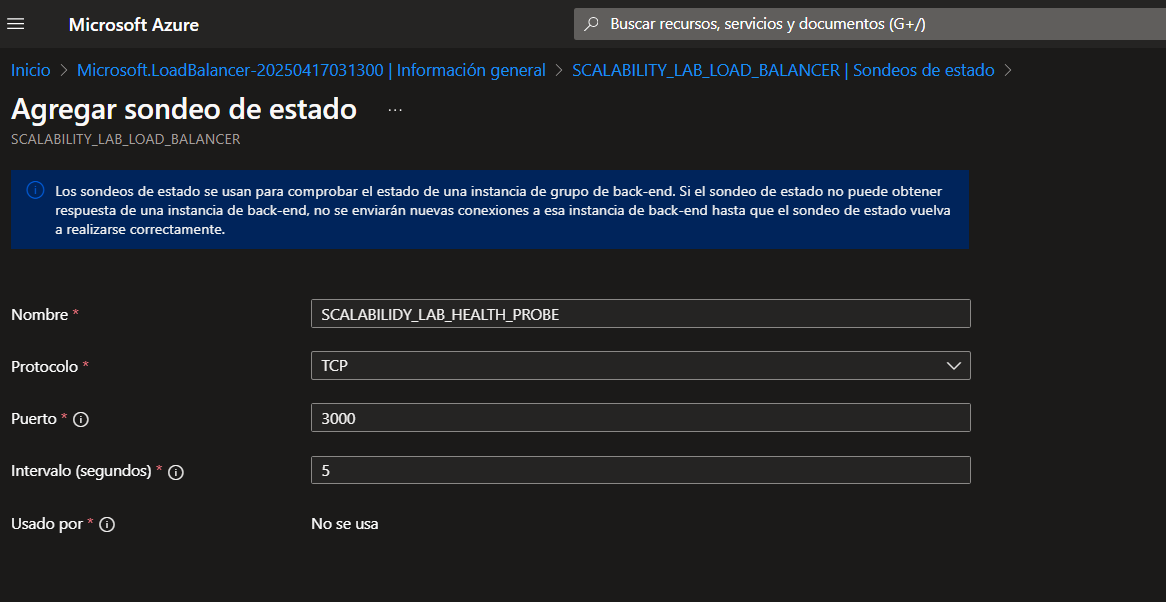 Microsoft Azure
Buscar recursos, servicios y documentos (G+/)
Inicio > Microsoft.LoadBalancer-20250417031300 | Información general > SCALABILITY_LAB_LOAD_BALANCER | Sondeos de estado >
Agregar sondeo de estado ...
SCALABILITY_LAB_LOAD_BALANCER
Los sondeos de estado se usan para comprobar el estado de una instancia de grupo de back-end. Si el sondeo de estado no puede obtener
respuesta de una instancia de back-end, no se enviarán nuevas conexiones a esa instancia de back-end hasta que el sondeo de estado vuelva
a realizarse correctamente.
Nombre * SCALABILIDY_LAB_HEALTH_PROBE
Protocolo * TCP
Puerto * 3000
Intervalo (segundos) * 5
Usado por * No se usa